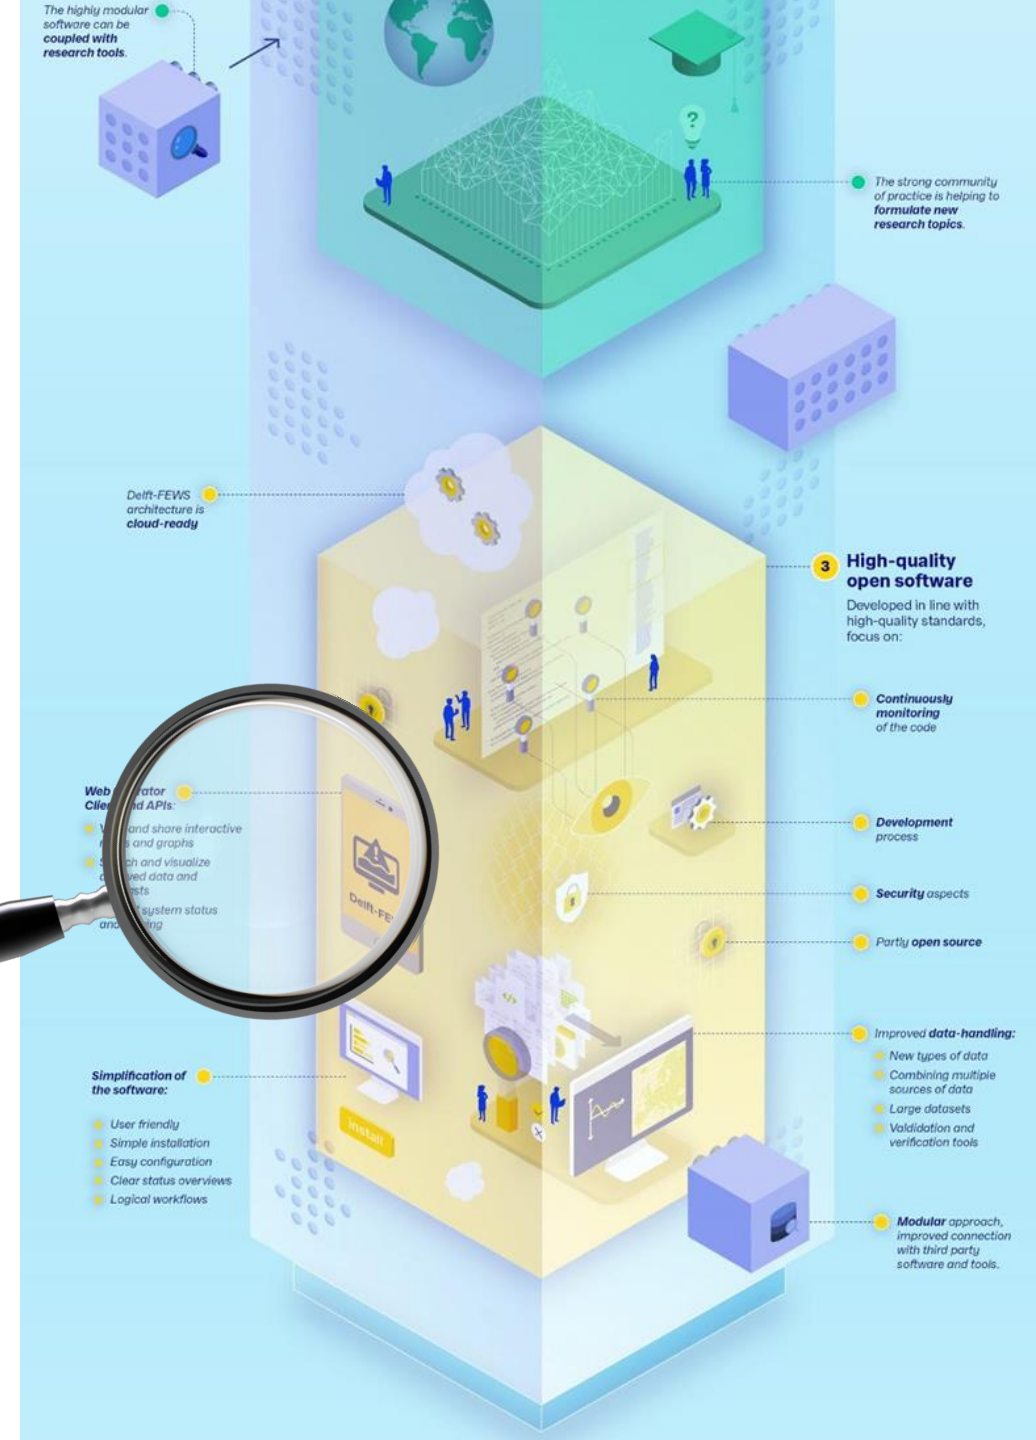 The highly modular
software can be
coupled with
research tools.
?
The strong community
of practice is helping to
formulate new
research topics.
Delft-FEWS
architecture is
cloud-ready
3 High-quality
open software
Developed in line with
high-quality standards,
focus on:
Continuously
monitoring
of the code
Web
and APIs:
and share interactive
and graphs
and visualize
data and
system status
and
Delft-FE
Development
process
Security aspects
Partly open source
</>
Improved data-handling:
New types of data
Combining multiple
sources of data
Large datasets
Valdidation and
verification tools
Simplification of
the software:
User friendly
Simple installation
Easy configuration
Clear status overviews
Logical workflows
Install
Modular approach,
improved connection
with third party
software and tools.